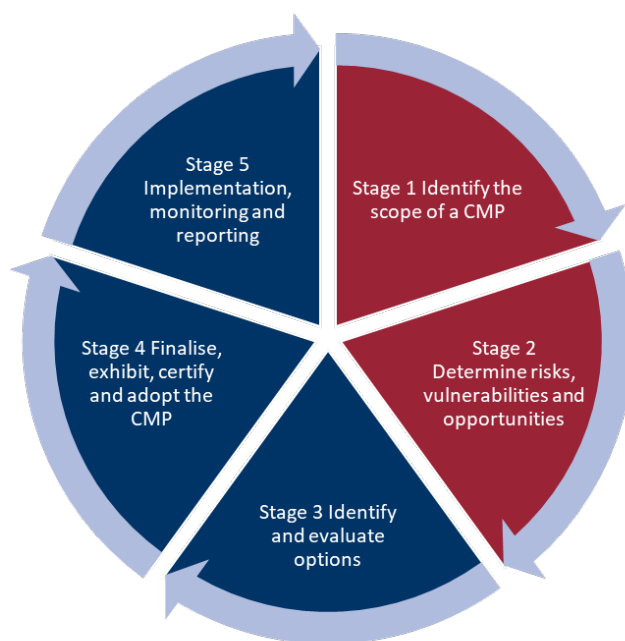 Stage 1 Identify the
scope of a CMP
Stage 2
Determine risks,
vulnerabilities and
opportunities
Stage 3 Identify
and evaluate
options
Stage 4 Finalise,
exhibit, certify
and adopt the
CMP
Stage 5
Implementation,
monitoring and
reporting